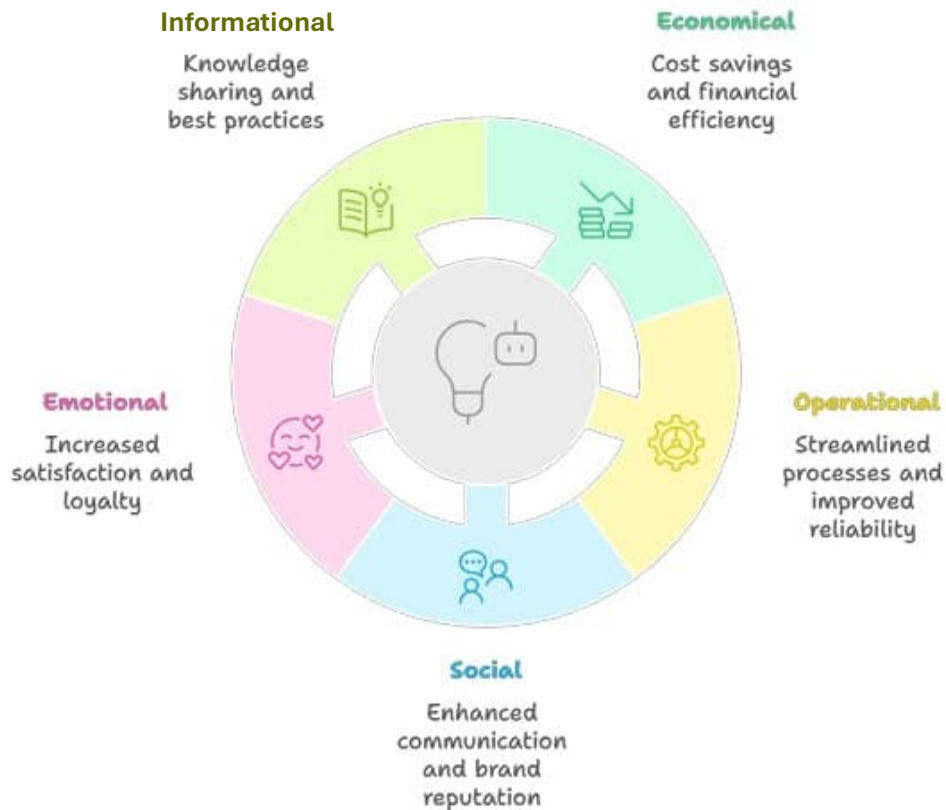 Informational
Knowledge
sharing and
best practices
Economical
Cost savings
and financial
efficiency
Emotional
Increased
satisfaction and
loyalty
Operational
Streamlined
processes and
improved
reliability
Social
Enhanced
communication
and brand
reputation